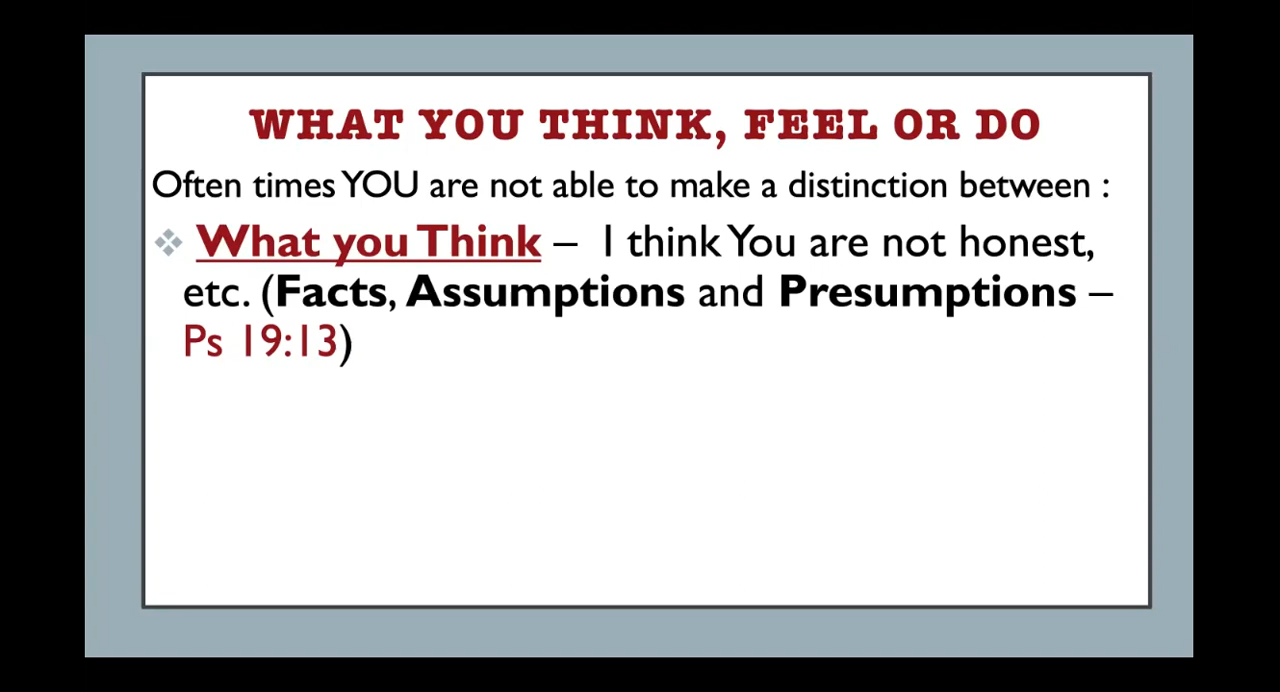 WHAT YOU THINK, FEEL OR DO
Often times YOU are not able to make a distinction between :
What you Think – I think You are not honest,
etc. (Facts, Assumptions and Presumptions –
Ps 19:13)